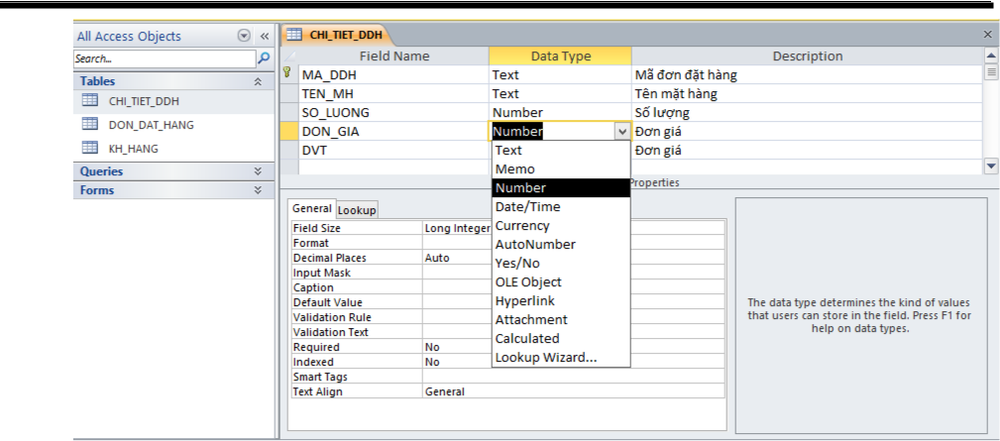 All Access Objects
Search...
Tables
CHI_TIET_DDH
DON_DAT_HANG
KH_HANG
Queries
Forms
CHI_TIET_DDH
Field Name Data Type Description
MA_DDH Text Mã đơn đặt hàng
TEN_MH Text Tên mặt hàng
SO_LUONG Number Số lượng
DON_GIA Number Đơn giá
DVT Đơn giá
Text
Memo
Number
Date/Time
Currency
AutoNumber
Yes/No
OLE Object
Hyperlink
Attachment
Calculated
Lookup Wizard...
Properties
General Lookup
Field Size Long Integer
Format
Decimal Places Auto
Input Mask
Caption
Default Value
Validation Rule
Validation Text
Required No
Indexed No
Smart Tags
Text Align General
The data type determines the kind of values
that users can store in the field. Press F1 for
help on data types.